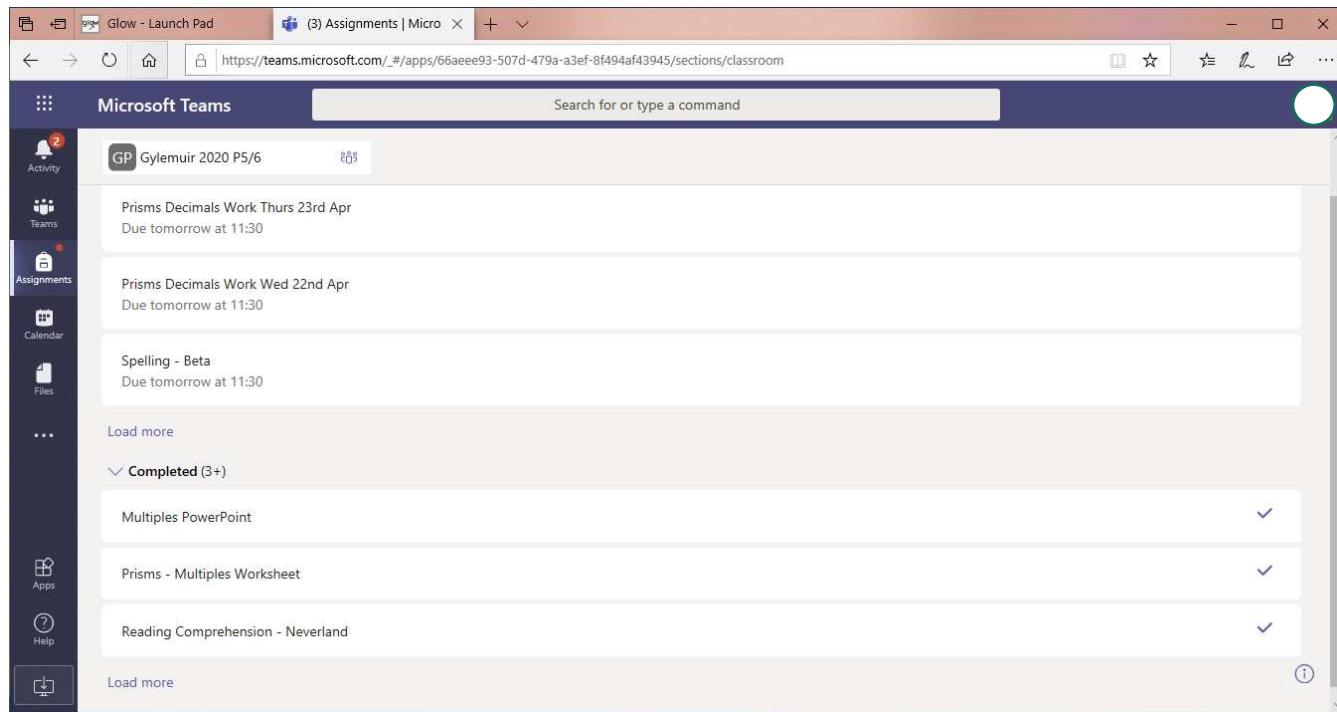 Glow - Launch Pad
(3) Assignments | Micro
https://teams.microsoft.com/_#/apps/66aeee93-507d-479a-a3ef-8f494af43945/sections/classroom
Microsoft Teams
Search for or type a command
2
Activity
Teams
Assignments
Calendar
Files
Apps
Help
GP Gylemuir 2020 P5/6
Prisms Decimals Work Thurs 23rd Apr
Due tomorrow at 11:30
Prisms Decimals Work Wed 22nd Apr
Due tomorrow at 11:30
Spelling - Beta
Due tomorrow at 11:30
Load more
Completed (3+)
Multiples PowerPoint
Prisms - Multiples Worksheet
Reading Comprehension - Neverland
Load more